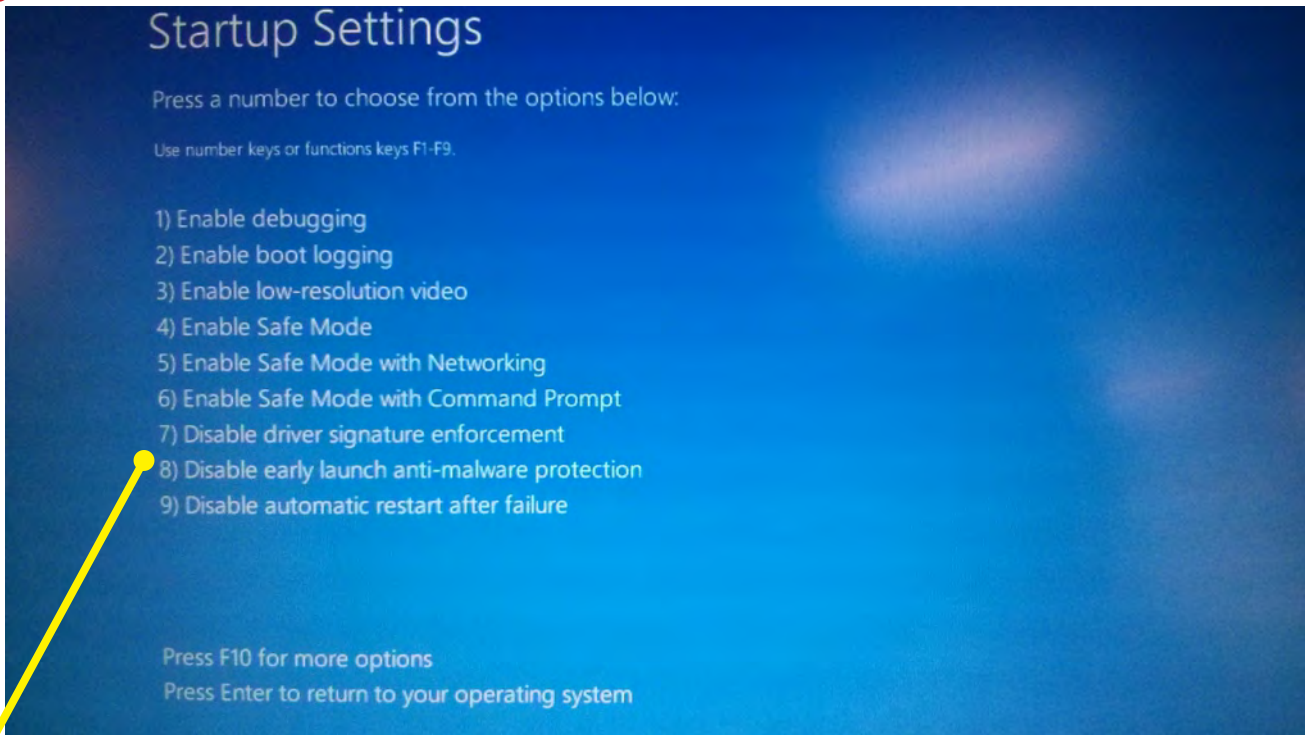 Startup Settings
Press a number to choose from the options below:
Use number keys or functions keys F1-F9.
1) Enable debugging
2) Enable boot logging
3) Enable low-resolution video
4) Enable Safe Mode
5) Enable Safe Mode with Networking
6) Enable Safe Mode with Command Prompt
7) Disable driver signature enforcement
8) Disable early launch anti-malware protection
9) Disable automatic restart after failure
Press F10 for more options
Press Enter to return to your operating system